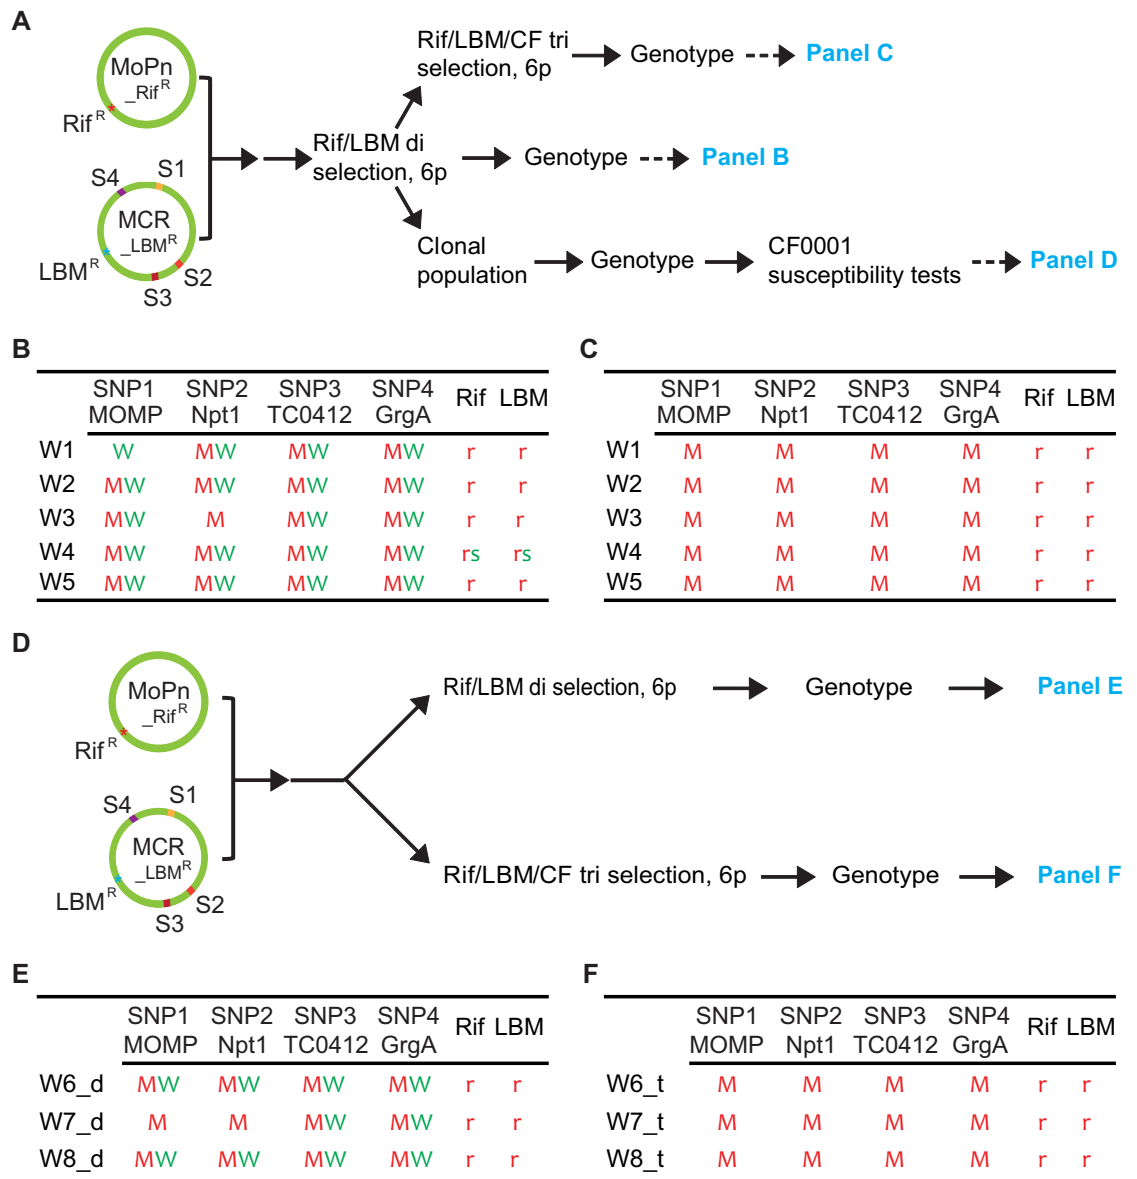 A
MoPn
_Rif R
*
Rif R
S4
S1
MCR
_LBM R
*
LBM R
S2
S3
Rif/LBM di
selection, 6p
Rif/LBM/CF tri
selection, 6p
Genotype
Panel C
Genotype
Panel B
Clonal
population
Genotype
CF0001
susceptibility tests
Panel D
B
SNP1 SNP2 SNP3 SNP4 Rif LBM
MOMP Npt1 TC0412 GrgA
W1 W MW MW MW r r
W2 MW MW MW MW r r
W3 MW M MW MW r r
W4 MW MW MW MW rs rs
W5 MW MW MW MW r r
C
SNP1 SNP2 SNP3 SNP4 Rif LBM
MOMP Npt1 TC0412 GrgA
W1 M M M M r r
W2 M M M M r r
W3 M M M M r r
W4 M M M M r r
W5 M M M M r r
D
MoPn
_Rif R
*
Rif R
S4
S1
MCR
_LBM R
*
LBM R
S2
S3
Rif/LBM di selection, 6p
Genotype
Panel E
Rif/LBM/CF tri selection, 6p
Genotype
Panel F
E
SNP1 SNP2 SNP3 SNP4 Rif LBM
MOMP Npt1 TC0412 GrgA
W6_d MW MW MW MW r r
W7_d M M MW MW r r
W8_d MW MW MW MW r r
F
SNP1 SNP2 SNP3 SNP4 Rif LBM
MOMP Npt1 TC0412 GrgA
W6_t M M M M r r
W7_t M M M M r r
W8_t M M M M r r